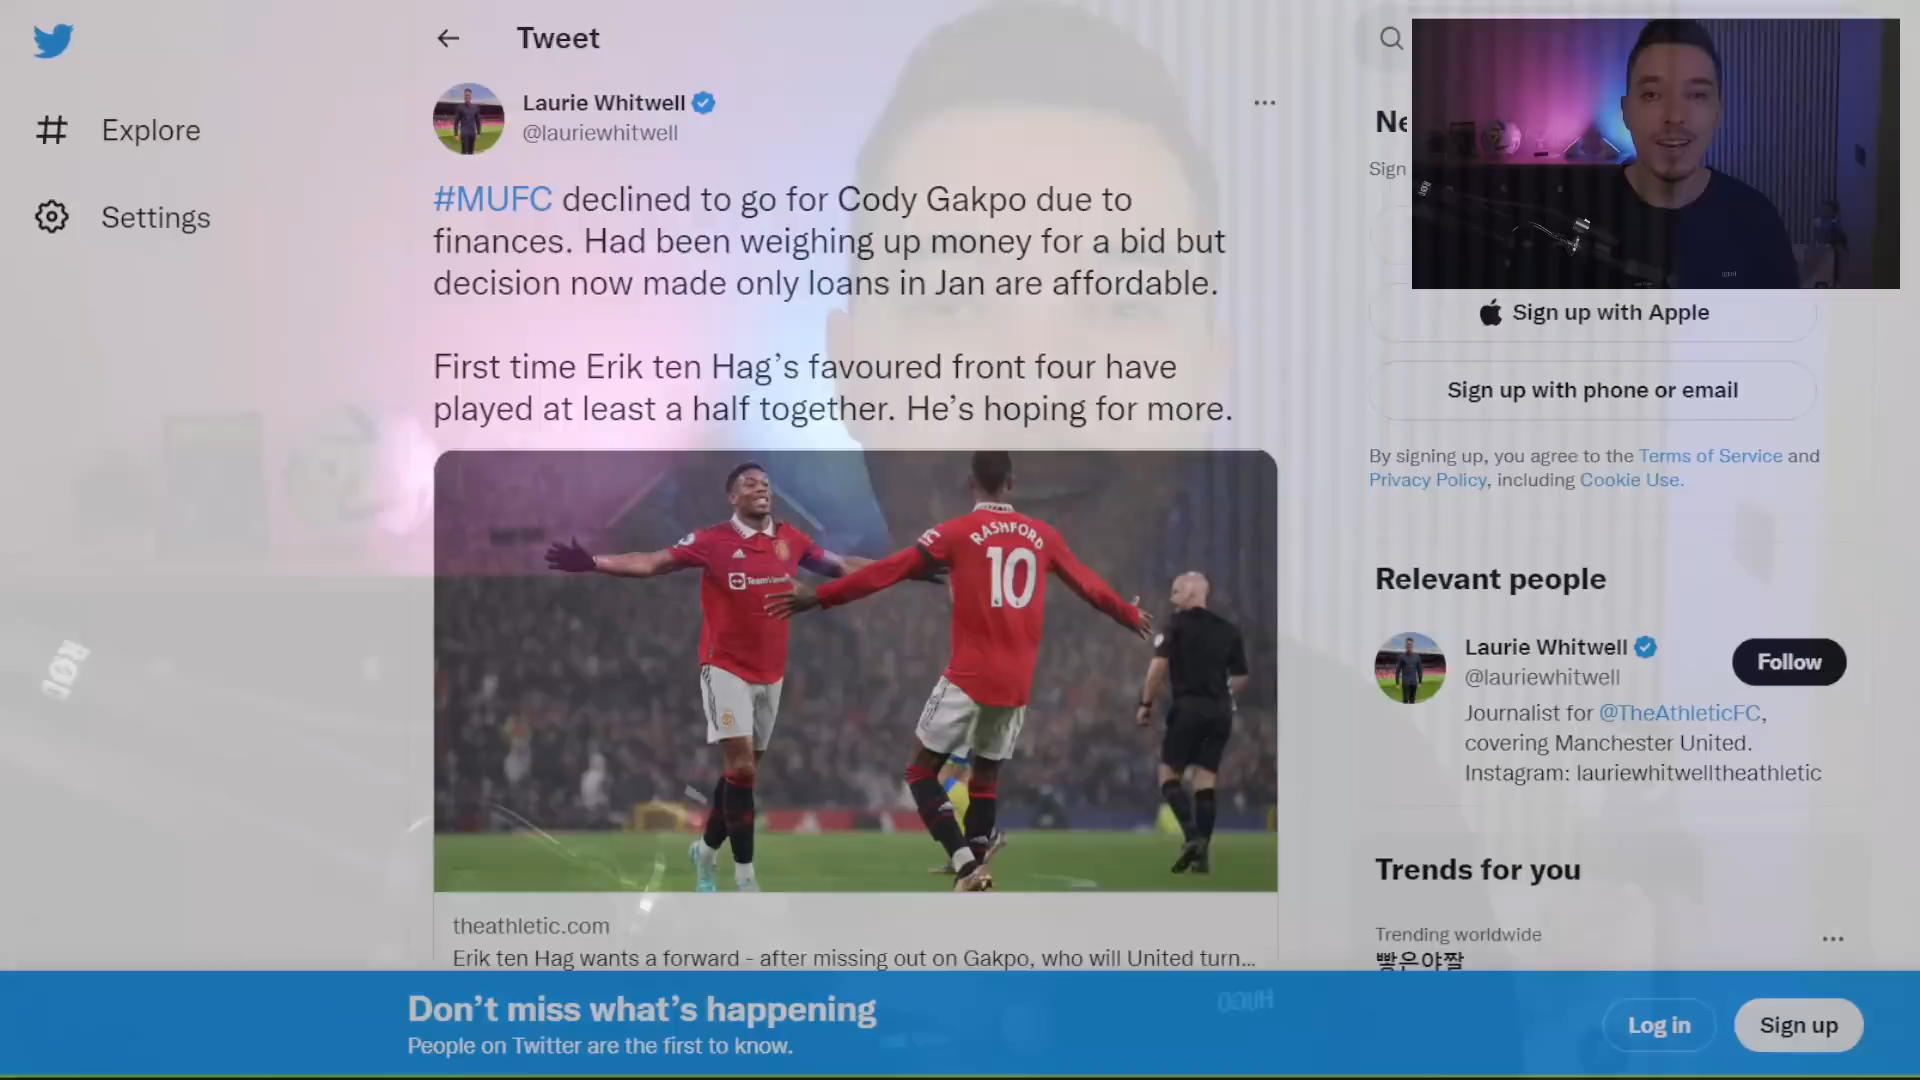 Tweet
Explore
Settings
Laurie Whitwell
@lauriewhitwell
#MUFC declined to go for Cody Gakpo due to
finances. Had been weighing up money for a bid but
decision now made only loans in Jan are affordable.
First time Erik ten Hag’s favoured front four have
played at least a half together. He’s hoping for more.
TeamViewer
RASHFORD
10
theathletic.com
Erik ten Hag wants a forward - after missing out on Gakpo, who will United turn...
Sign
Sign up with Apple
Sign up with phone or email
By signing up, you agree to the Terms of Service and
Privacy Policy, including Cookie Use.
Relevant people
Laurie Whitwell
@lauriewhitwell
Follow
Journalist for @TheAthleticFC,
covering Manchester United.
Instagram: lauriewhitwelltheathletic
Trends for you
Trending worldwide
빻은야짤
Don’t miss what’s happening
People on Twitter are the first to know.
Log in
Sign up